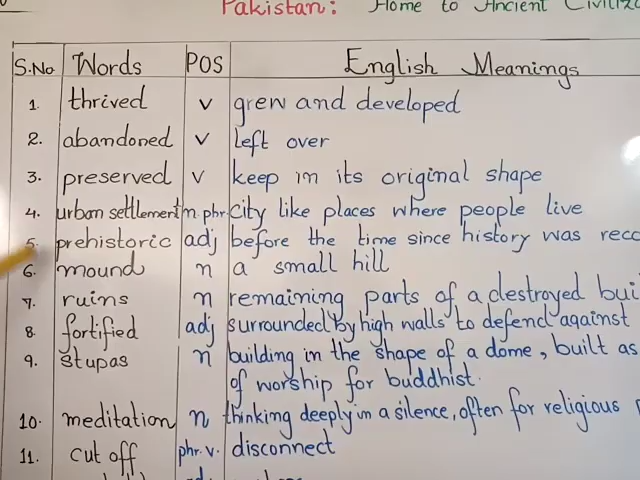 Pakistan: Home to Ancient
S.No Words POS English Meanings
1. thrived v grew and developed
2. abandoned v left over
3. preserved v keep in its original shape
4. urban settlement n. phr. city like places where people live
5. prehistoric adj before the time since history was
6. mound n a small hill
7. ruins n remaining parts of a destroyed
8. fortified adj surrounded by high walls to defend against
9. stupas n building in the shape of a dome, built as
of worship for buddhist.
10. meditation n thinking deeply in a silence, often for religious
11. cut off phr. v. disconnect